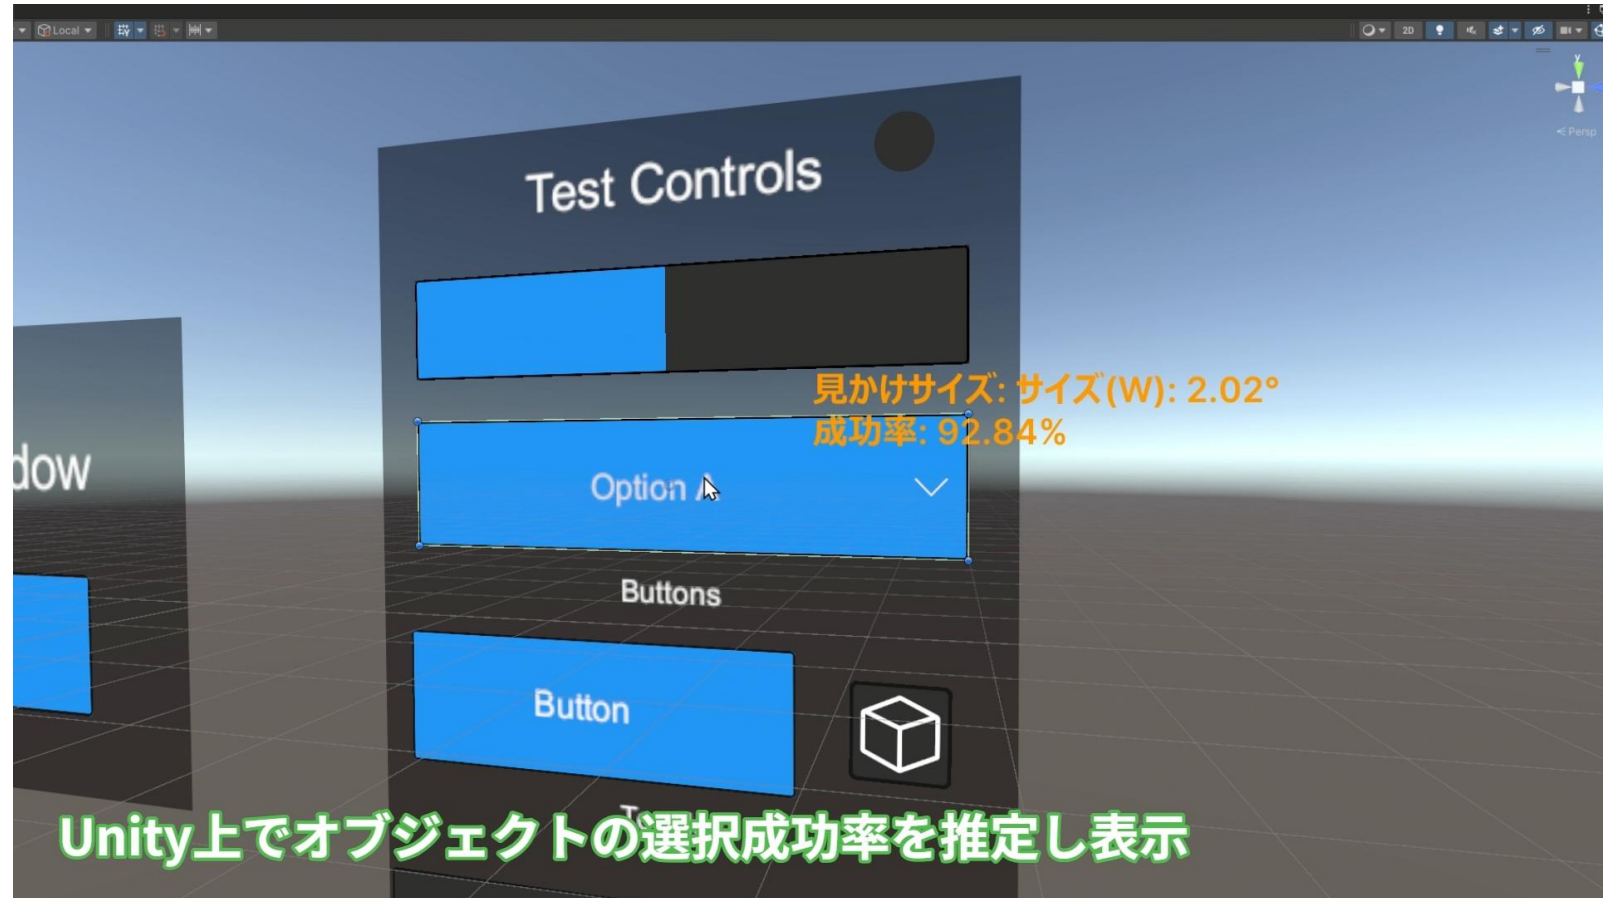 Local
2D
y
Persp
Test Controls
見かけサイズ: サイズ(W): 2.02°
成功率: 92.84%
dow
Option A
Buttons
Button
Unity上でオブジェクトの選択成功率を推定し表示